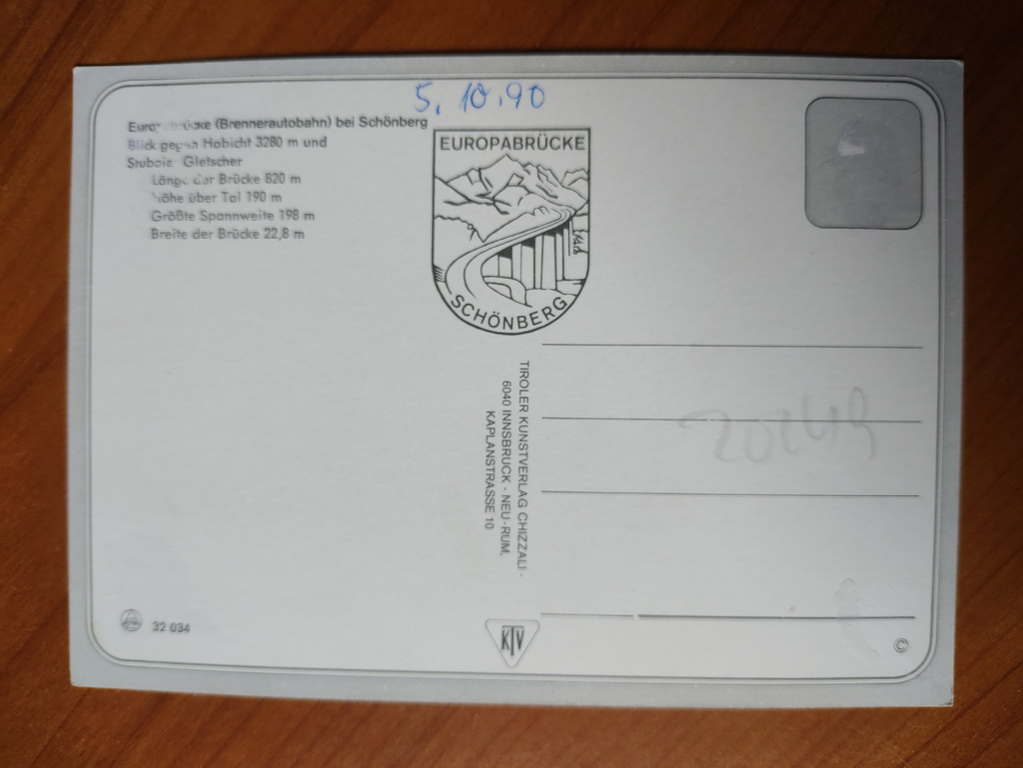 5.10.90
Europabrücke (Brennerautobahn) bei Schönberg
Blick gegen Habicht 3280 m und
Stubaier Gletscher
Länge der Brücke 820 m
Höhe über Tal 190 m
Größte Spannweite 198 m
Breite der Brücke 22,8 m
EUROPABRÜCKE
SCHÖNBERG
TIROLER KUNSTVERLAG CHIZZALI -
6040 INNSBRUCK - NEU-RUM,
KAPLANSTRASSE 10
32 034
KTV
©